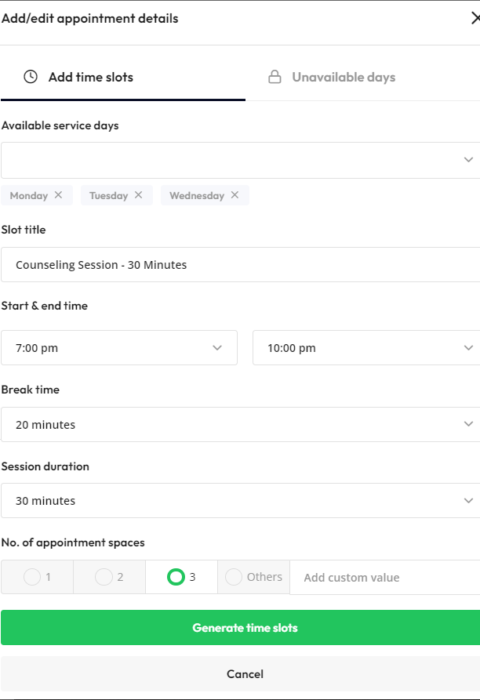 Add/edit appointment details
Add time slots Unavailable days
Available service days
Monday Tuesday Wednesday
Slot title
Counseling Session - 30 Minutes
Start & end time
7:00 pm 10:00 pm
Break time
20 minutes
Session duration
30 minutes
No. of appointment spaces
1 2 3 Others Add custom value
Generate time slots
Cancel